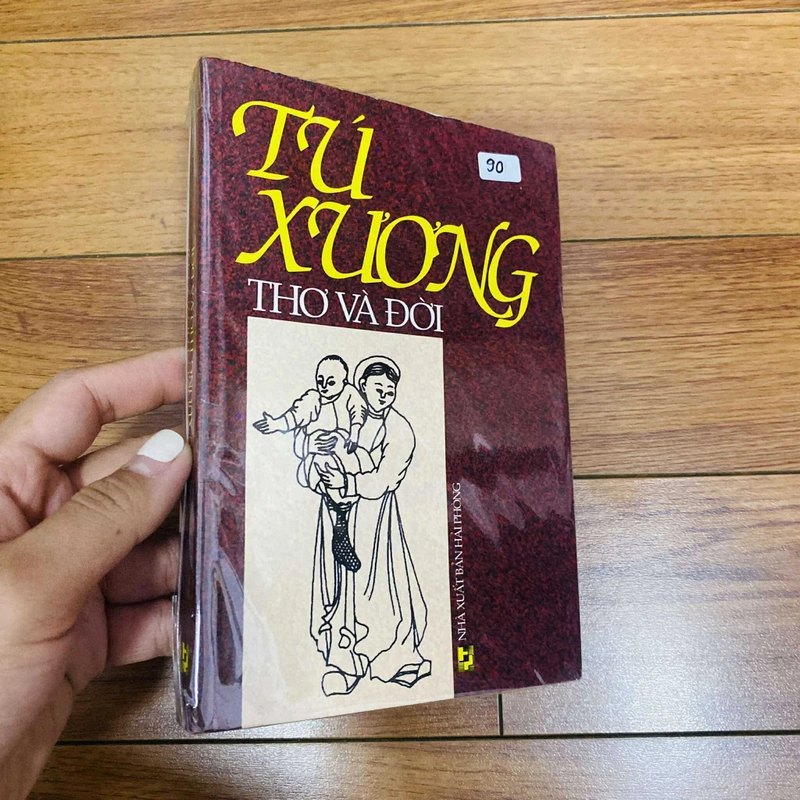 TÚ
XƯƠNG
THƠ VÀ ĐỜI
90
NHÀ XUẤT BẢN HẢI PHÒNG